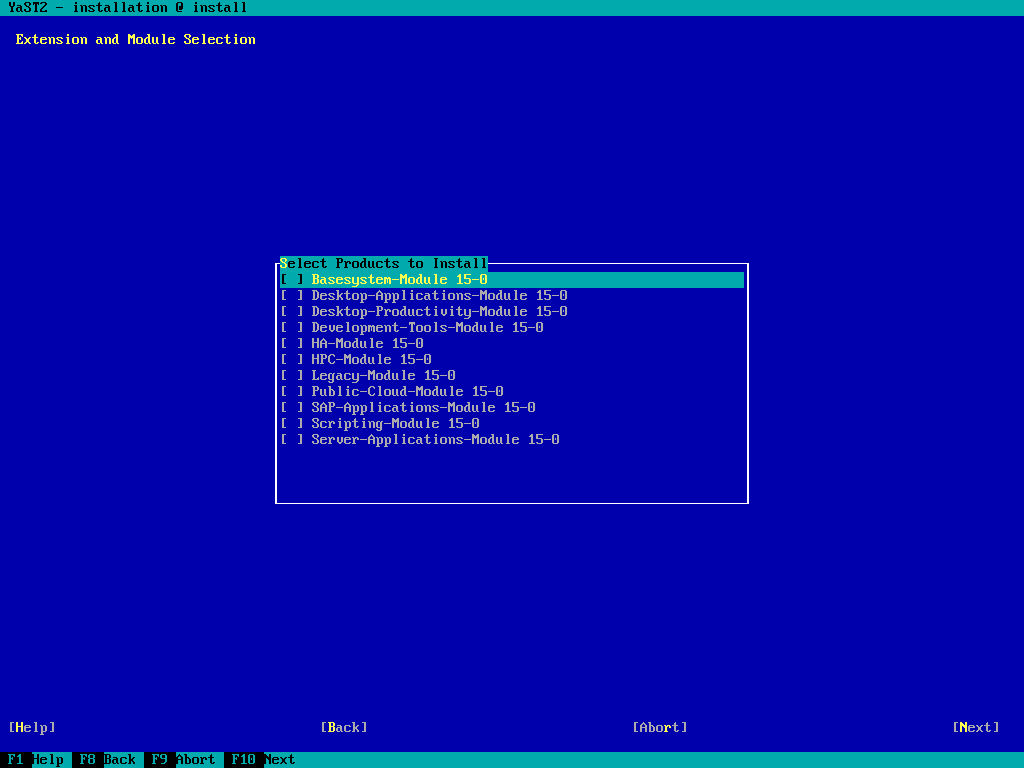 YaST2 - installation @ install
Extension and Module Selection
Select Products to Install
[ ] Basesystem-Module 15-0
[ ] Desktop-Applications-Module 15-0
[ ] Desktop-Productivity-Module 15-0
[ ] Development-Tools-Module 15-0
[ ] HA-Module 15-0
[ ] HPC-Module 15-0
[ ] Legacy-Module 15-0
[ ] Public-Cloud-Module 15-0
[ ] SAP-Applications-Module 15-0
[ ] Scripting-Module 15-0
[ ] Server-Applications-Module 15-0
[Help] [Back] [Abort] [Next]
F1 Help F8 Back F9 Abort F10 Next